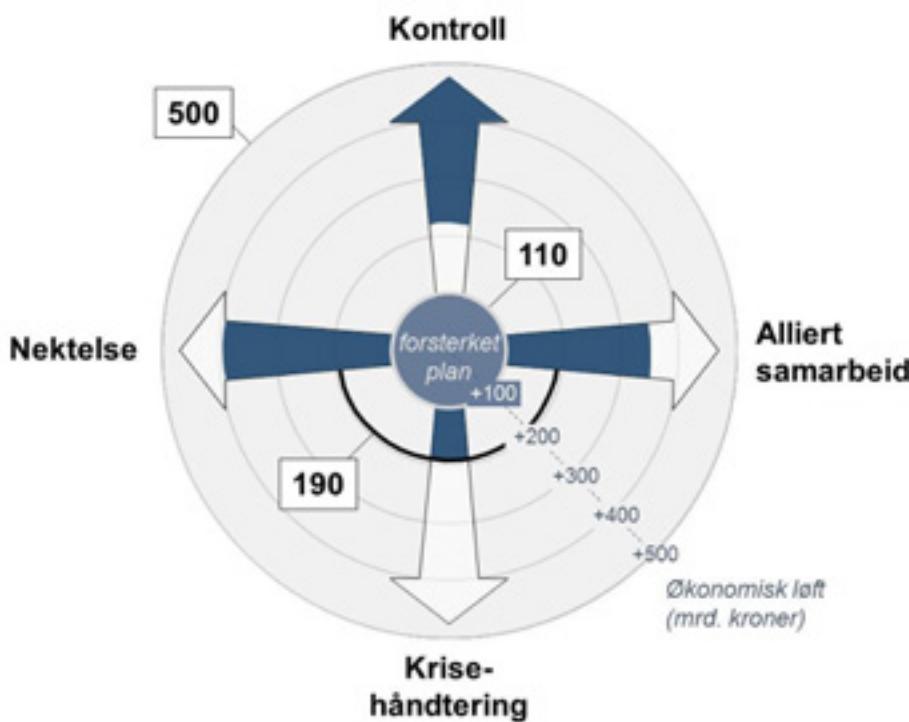 Kontroll
500
110
Nektelse
forsterket
plan
Alliert
samarbeid
+100
+200
190
+300
+400
+500
Økonomisk løft
(mrd. kroner)
Krise-
håndtering